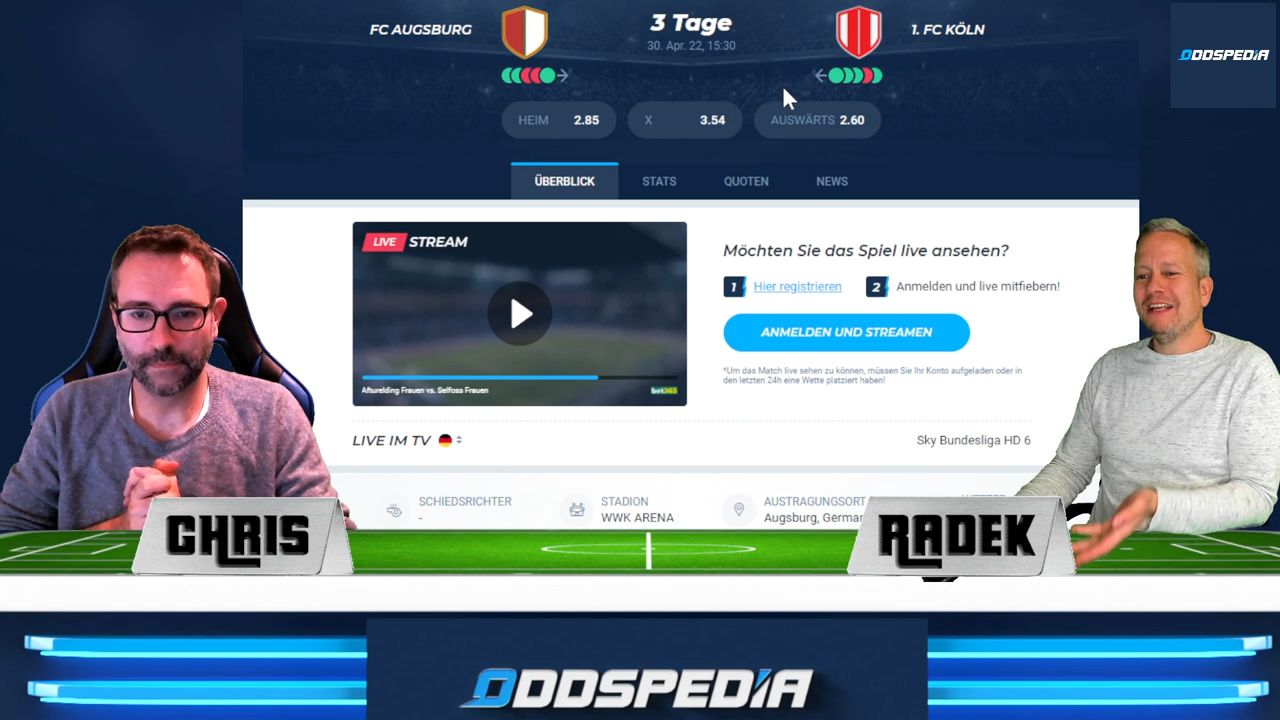 FC AUGSBURG
3 Tage
30. Apr. 22, 15:30
1. FC KÖLN
ODDSPEDIA
HEIM 2.85
X 3.54
AUSWÄRTS 2.60
ÜBERBLICK
STATS
QUOTEN
NEWS
LIVE STREAM
Afturelding Frauen vs. Selfoss Frauen
bet365
Möchten Sie das Spiel live ansehen?
1 Hier registrieren
2 Anmelden und live mitfiebern!
ANMELDEN UND STREAMEN
*Um das Match live sehen zu können, müssen Sie Ihr Konto aufgeladen oder in
den letzten 24h eine Wette platziert haben!
LIVE IM TV
Sky Bundesliga HD 6
SCHIEDSRICHTER
-
STADION
WWK ARENA
AUSTRAGUNGSORT
Augsburg, German
CHRIS
RADEK
ODDSPEDIA